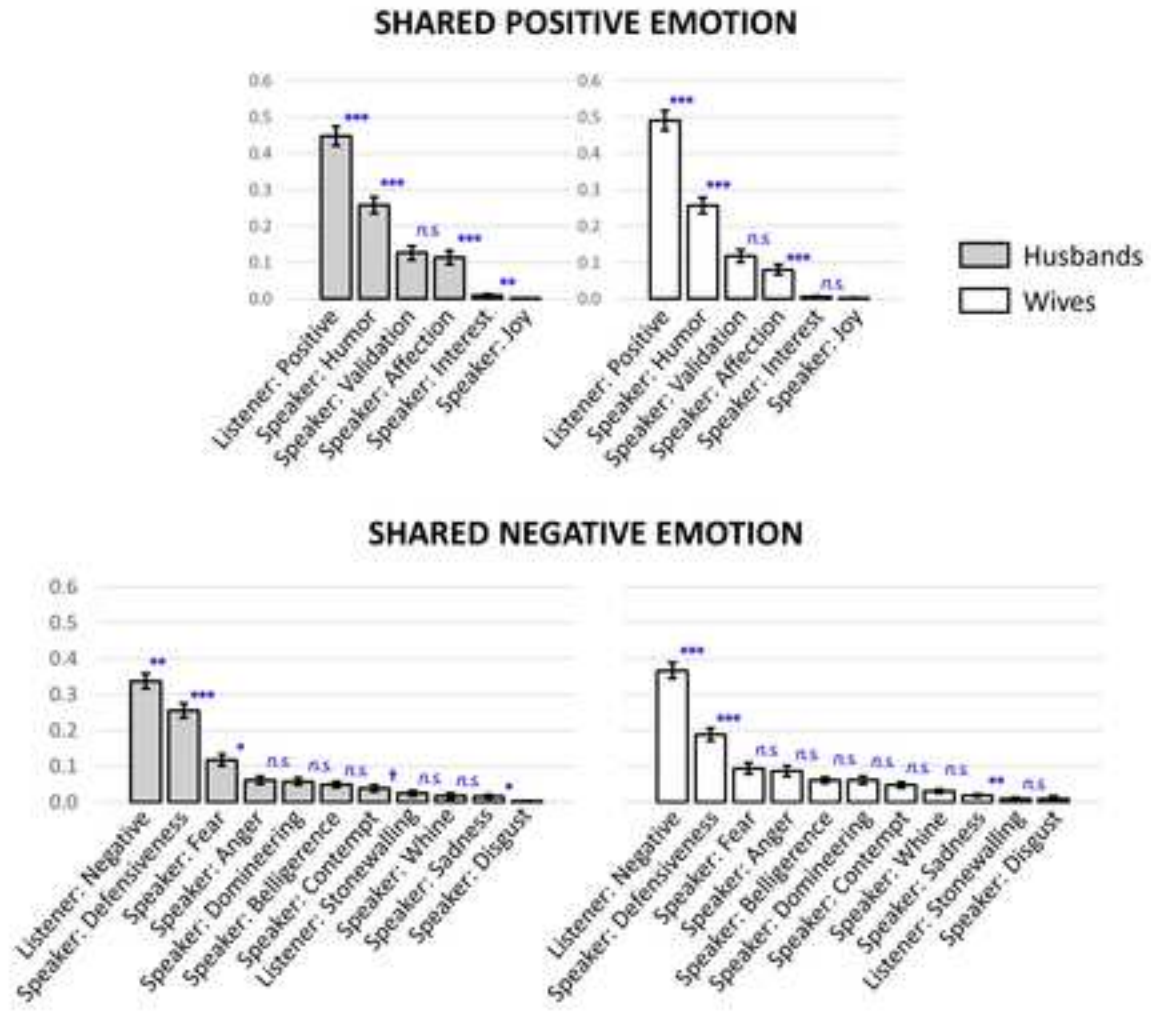 SHARED POSITIVE EMOTION
0.6
0.5
0.4
0.3
0.2
0.1
0.0
***
***
n.s
***
**
Listener: Positive
Speaker: Humor
Speaker: Validation
Speaker: Affection
Speaker: Interest
Speaker: Joy
0.6
0.5
0.4
0.3
0.2
0.1
0.0
***
***
n.s
***
n.s.
Listener: Positive
Speaker: Humor
Speaker: Validation
Speaker: Affection
Speaker: Interest
Speaker: Joy
Husbands
Wives
SHARED NEGATIVE EMOTION
0.6
0.5
0.4
0.3
0.2
0.1
0.0
**
***
*
n.s
n.s
n.s
†
n.s
n.s
*
Listener: Negative
Speaker: Defensiveness
Speaker: Fear
Speaker: Anger
Speaker: Domineering
Speaker: Belligerence
Speaker: Contempt
Listener: Stonewalling
Speaker: Whine
Speaker: Sadness
Speaker: Disgust
***
***
n.s
n.s
n.s
n.s
n.s
n.s
**
n.s
Listener: Negative
Speaker: Defensiveness
Speaker: Fear
Speaker: Anger
Speaker: Belligerence
Speaker: Domineering
Speaker: Contempt
Speaker: Whine
Speaker: Sadness
Listener: Stonewalling
Speaker: Disgust